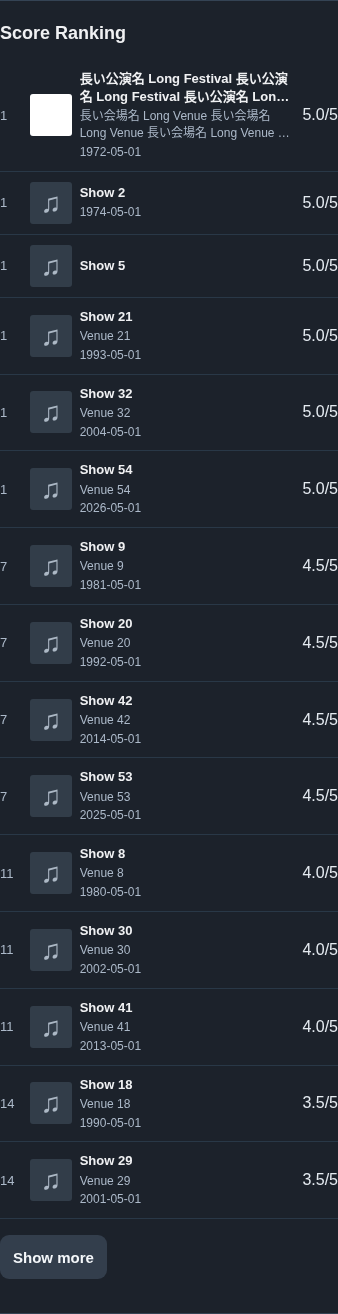 Score Ranking
1
長い公演名 Long Festival 長い公演
名 Long Festival 長い公演名 Lon…
長い会場名 Long Venue 長い会場名
Long Venue 長い会場名 Long Venue …
1972-05-01
5.0/5
1
Show 2
1974-05-01
5.0/5
1
Show 5
5.0/5
1
Show 21
Venue 21
1993-05-01
5.0/5
1
Show 32
Venue 32
2004-05-01
5.0/5
1
Show 54
Venue 54
2026-05-01
5.0/5
7
Show 9
Venue 9
1981-05-01
4.5/5
7
Show 20
Venue 20
1992-05-01
4.5/5
7
Show 42
Venue 42
2014-05-01
4.5/5
7
Show 53
Venue 53
2025-05-01
4.5/5
11
Show 8
Venue 8
1980-05-01
4.0/5
11
Show 30
Venue 30
2002-05-01
4.0/5
11
Show 41
Venue 41
2013-05-01
4.0/5
14
Show 18
Venue 18
1990-05-01
3.5/5
14
Show 29
Venue 29
2001-05-01
3.5/5
Show more